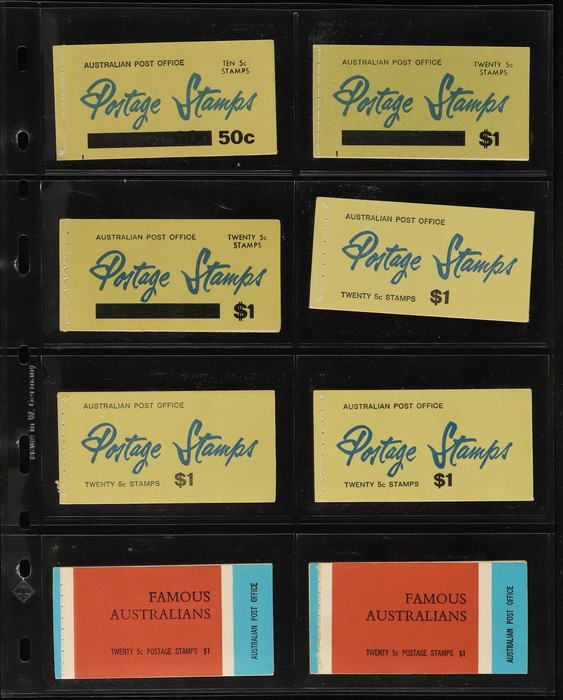 AUSTRALIAN POST OFFICE
TEN 5c
STAMPS
Postage Stamps
50c
AUSTRALIAN POST OFFICE
TWENTY 5c
STAMPS
Postage Stamps
$1
AUSTRALIAN POST OFFICE
TWENTY 5c
STAMPS
Postage Stamps
$1
AUSTRALIAN POST OFFICE
Postage Stamps
TWENTY 5c STAMPS $1
made in W. Germany
AUSTRALIAN POST OFFICE
Postage Stamps
TWENTY 5c STAMPS $1
AUSTRALIAN POST OFFICE
Postage Stamps
TWENTY 5c STAMPS $1
FAMOUS
AUSTRALIANS
TWENTY 5c POSTAGE STAMPS $1
AUSTRALIAN POST OFFICE
FAMOUS
AUSTRALIANS
TWENTY 5c POSTAGE STAMPS $1
AUSTRALIAN POST OFFICE